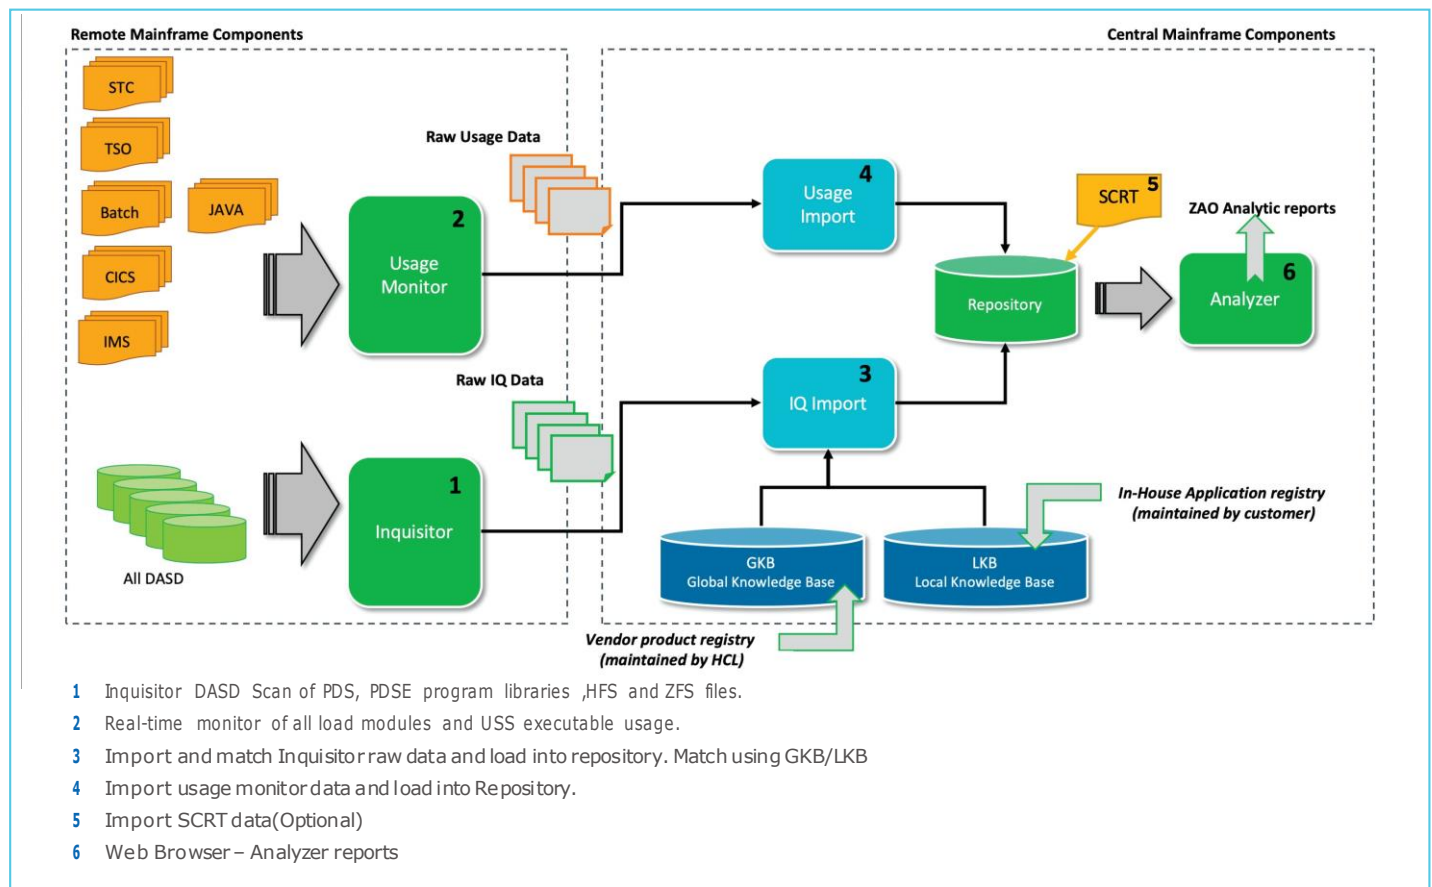 Remote Mainframe Components
Central Mainframe Components
STC
TSO
Batch
JAVA
CICS
IMS
All DASD
2
Usage
Monitor
1
Inquisitor
Raw Usage Data
Raw IQ Data
4
Usage
Import
3
IQ Import
GKB
Global Knowledge Base
LKB
Local Knowledge Base
Vendor product registry
(maintained by HCL)
In-House Application registry
(maintained by customer)
SCRT 5
Repository
ZAO Analytic reports
6
Analyzer
1 Inquisitor DASD Scan of PDS, PDSE program libraries ,HFS and ZFS files.
2 Real-time monitor of all load modules and USS executable usage.
3 Import and match Inquisitor raw data and load into repository. Match using GKB/LKB
4 Import usage monitor data and load into Repository.
5 Import SCRT data(Optional)
6 Web Browser – Analyzer reports